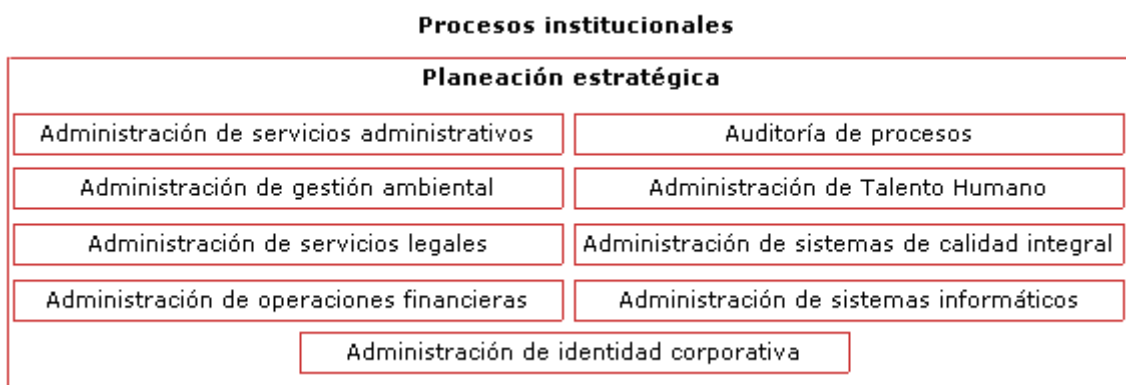 Procesos institucionales
Planeación estratégica
Administración de servicios administrativos
Auditoría de procesos
Administración de gestión ambiental
Administración de Talento Humano
Administración de servicios legales
Administración de sistemas de calidad integral
Administración de operaciones financieras
Administración de sistemas informáticos
Administración de identidad corporativa